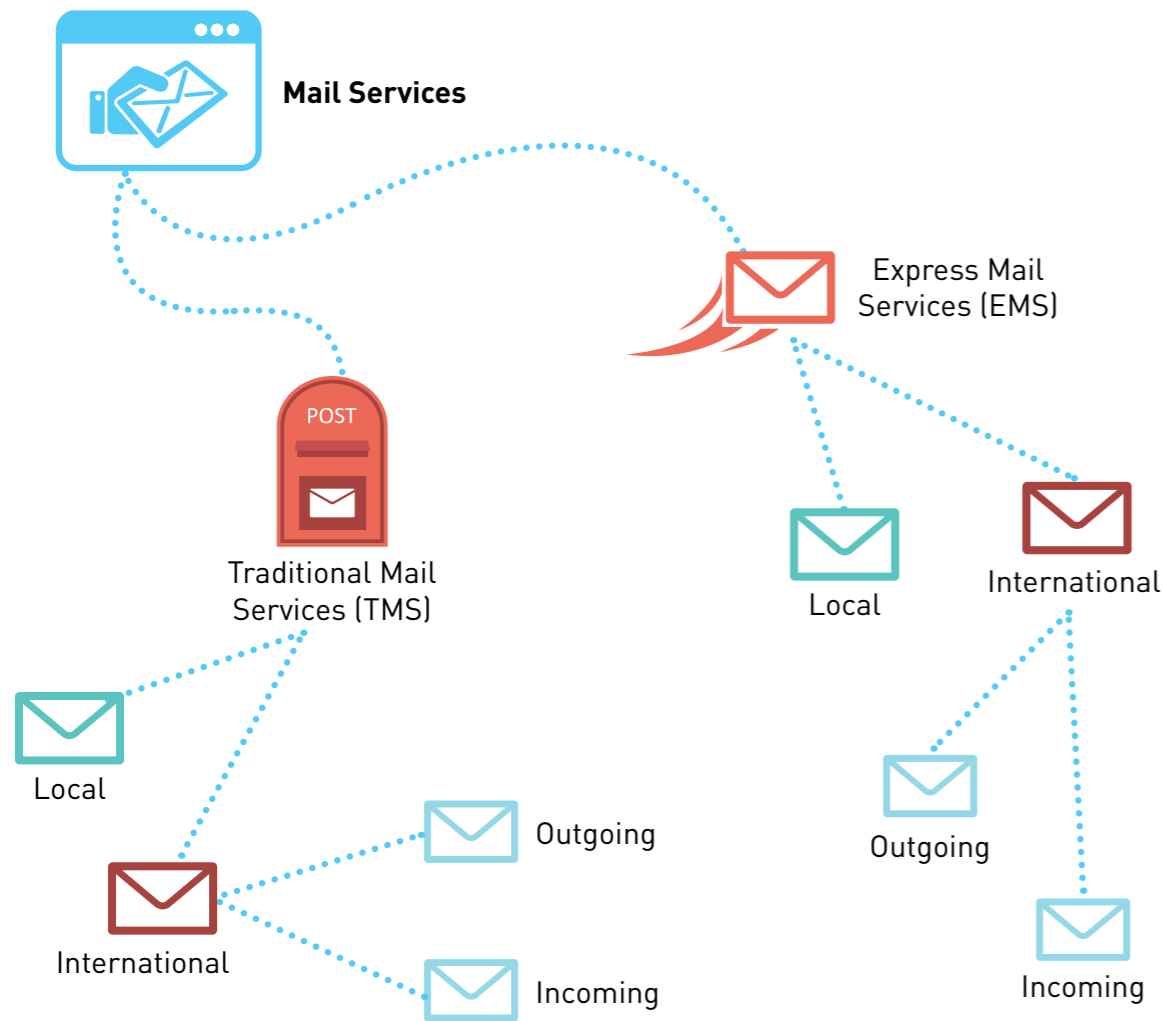 Mail Services
Express Mail
Services (EMS)
POST
Traditional Mail
Services (TMS)
Local
International
Local
International
Outgoing
Incoming
Outgoing
Incoming